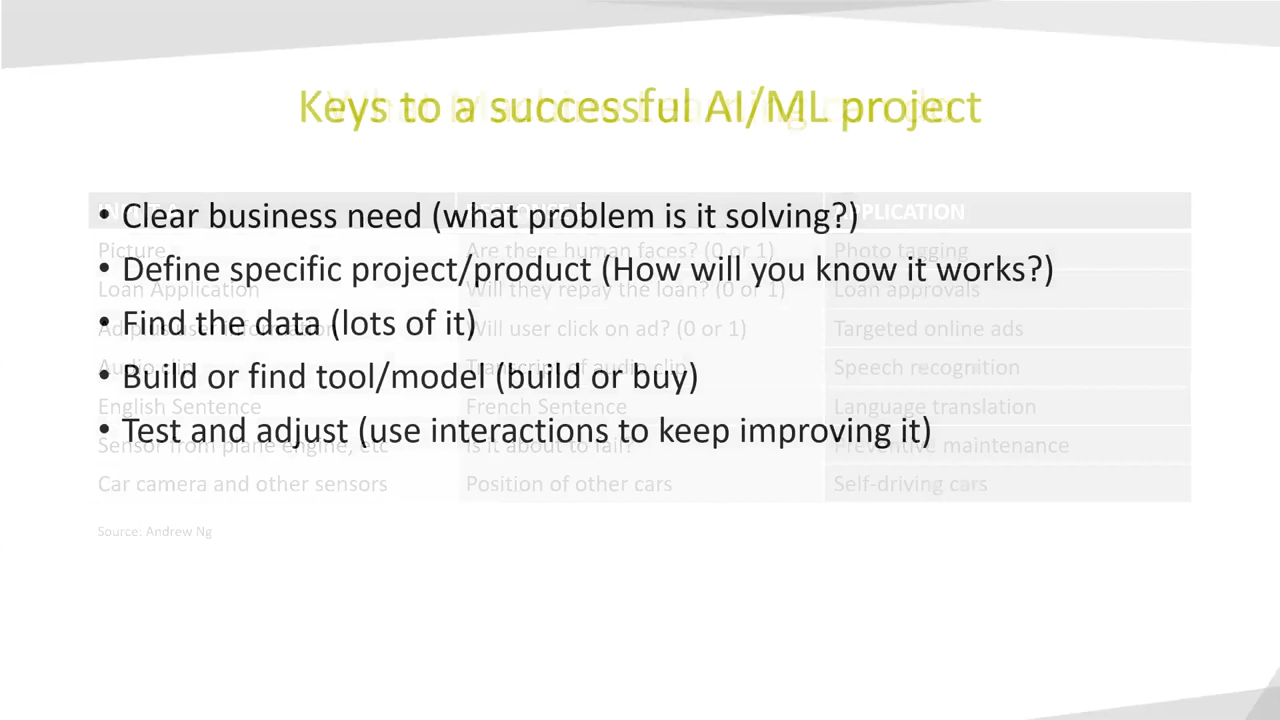 Keys to a successful AI/ML project
What Machine Learning can do
• Clear business need (what problem is it solving?)
• Define specific project/product (How will you know it works?)
• Find the data (lots of it)
• Build or find tool/model (build or buy)
• Test and adjust (use interactions to keep improving it)
APPLICATION
Picture Are there human faces? (0 or 1) Photo tagging
Loan Application Will they repay the loan? (0 or 1) Loan approvals
Will user click on ad? (0 or 1) Targeted online ads
Audio clip Transcript of audio clip Speech recognition
English Sentence French Sentence Language translation
Sensor from plane engine, etc Is it about to fail? Preventive maintenance
Car camera and other sensors Position of other cars Self-driving cars
Source: Andrew Ng